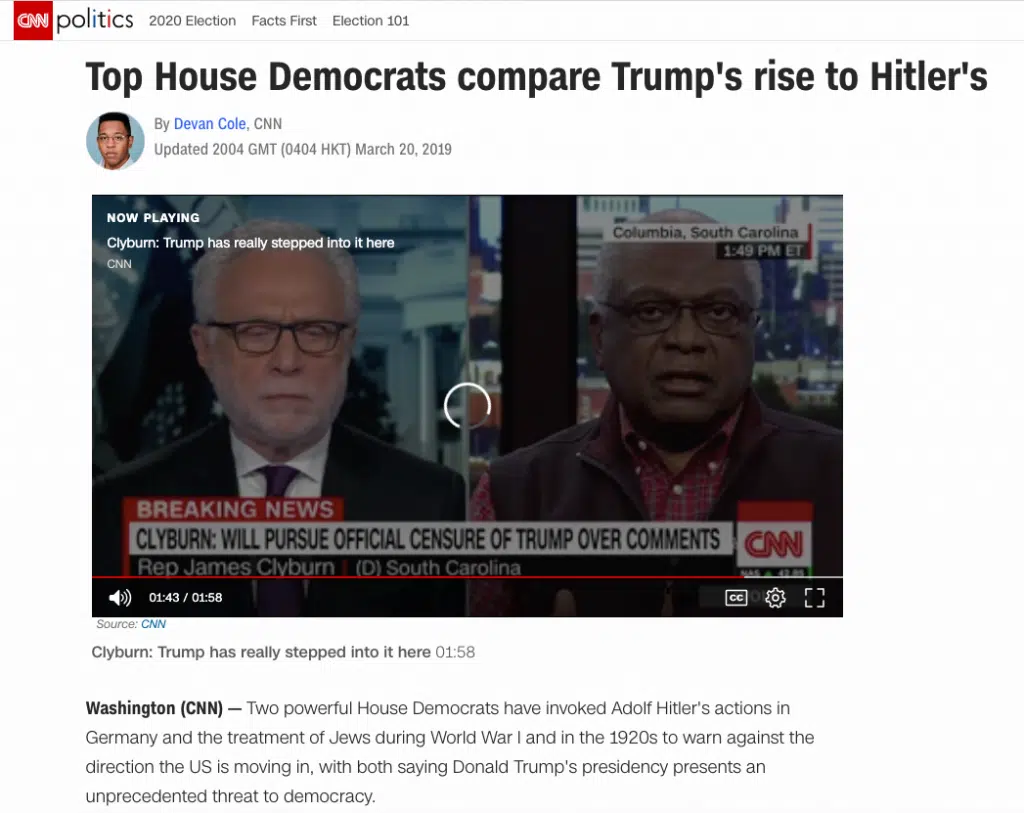 CNN politics 2020 Election Facts First Election 101
Top House Democrats compare Trump's rise to Hitler's
By Devan Cole, CNN
Updated 2004 GMT (0404 HKT) March 20, 2019
NOW PLAYING
Clyburn: Trump has really stepped into it here
CNN
Columbia, South Carolina
1:49 PM ET
BREAKING NEWS
CLYBURN: WILL PURSUE OFFICIAL CENSURE OF TRUMP OVER COMMENTS
CNN
Rep James Clyburn | (D) South Carolina
01:43 / 01:58
CC
Source: CNN
Clyburn: Trump has really stepped into it here 01:58
Washington (CNN) — Two powerful House Democrats have invoked Adolf Hitler's actions in
Germany and the treatment of Jews during World War I and in the 1920s to warn against the
direction the US is moving in, with both saying Donald Trump's presidency presents an
unprecedented threat to democracy.